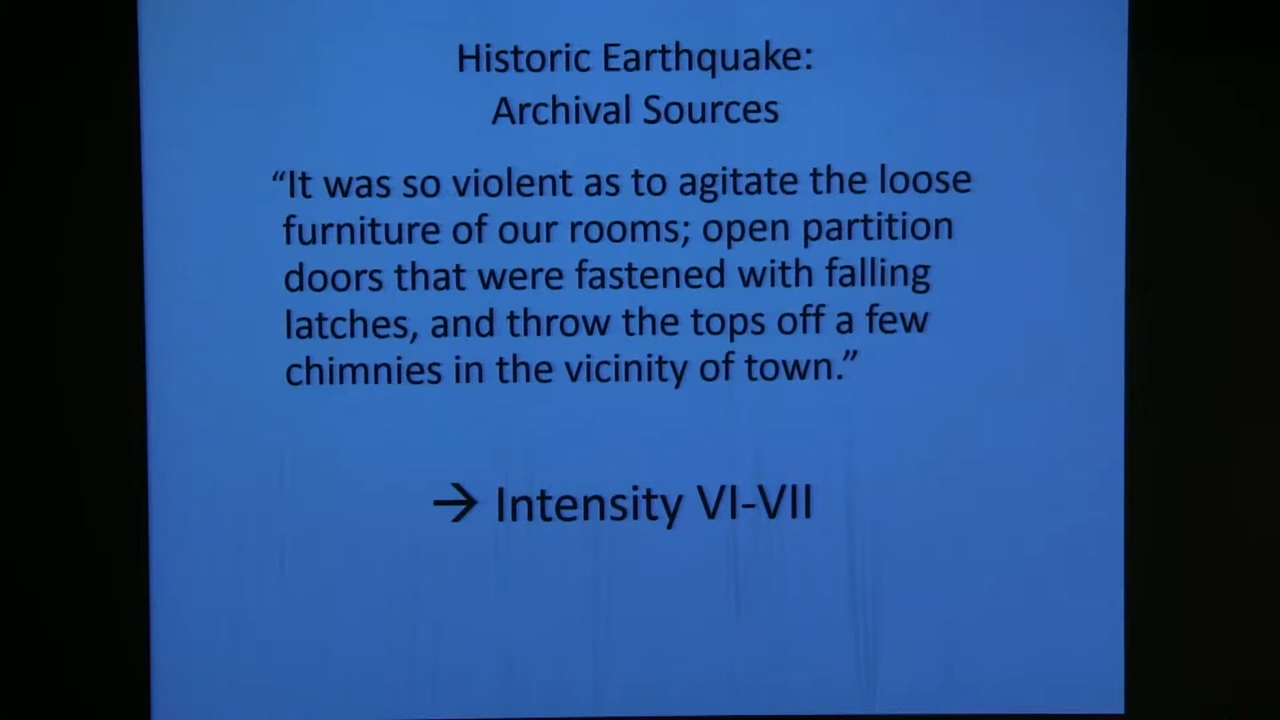 Historic Earthquake:
Archival Sources
“It was so violent as to agitate the loose
furniture of our rooms; open partition
doors that were fastened with falling
latches, and throw the tops off a few
chimnies in the vicinity of town.”
→ Intensity VI-VII